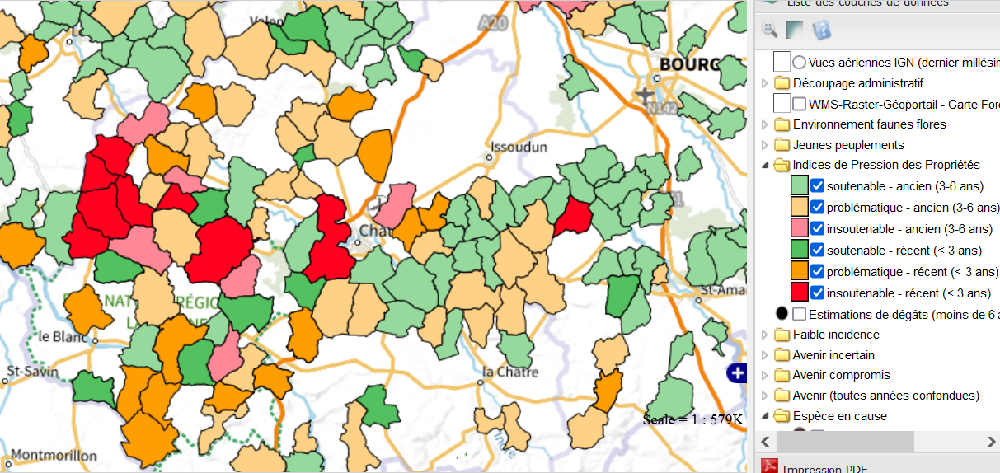 Liste des couches de données
A20
BOURG
Vues aériennes IGN (dernier millésin
Découpage administratif
N142
WMS-Raster-Géoportail - Carte For
Environnement faunes flores
Jeunes peuplements
Issoudun
Indices de Pression des Propriétés
soutenable - ancien (3-6 ans)
problématique - ancien (3-6 ans)
insoutenable - ancien (3-6 ans)
Chat
soutenable - récent (< 3 ans)
problématique - récent (< 3 ans)
insoutenable - récent (< 3 ans)
St-Ama
NAT
RÉGIO
Estimations de dégâts (moins de 6 a
le Blanc
Faible incidence
Avenir incertain
St-Savin
la Châtre
Avenir compromis
Avenir (toutes années confondues)
Scale = 1 : 579K
Espèce en cause
Indre
Montmorillon
Impression PDF